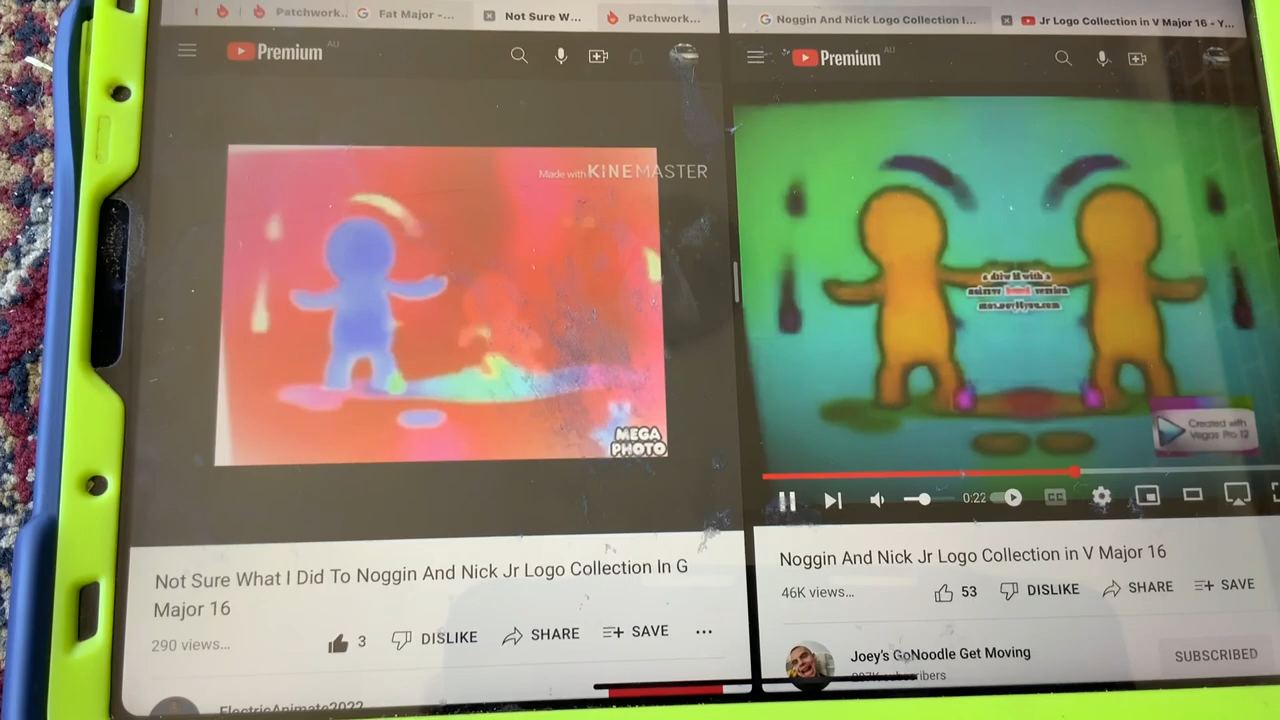 Patchwork..
Fat Major -...
Not Sure W...
Patchwork...
Premium AU
Made with KINEMASTER
MEGA
PHOTO
Not Sure What I Did To Noggin And Nick Jr Logo Collection In G
Major 16
290 views...
3
DISLIKE
SHARE
SAVE
ElectricAnimate2022
Noggin And Nick Logo Collection I...
Jr Logo Collection in V Major 16 - Y...
Premium AU
Created with
Vegas Pro 12
0:22
CC
Noggin And Nick Jr Logo Collection in V Major 16
46K views...
53
DISLIKE
SHARE
SAVE
Joey's GoNoodle Get Moving
SUBSCRIBED